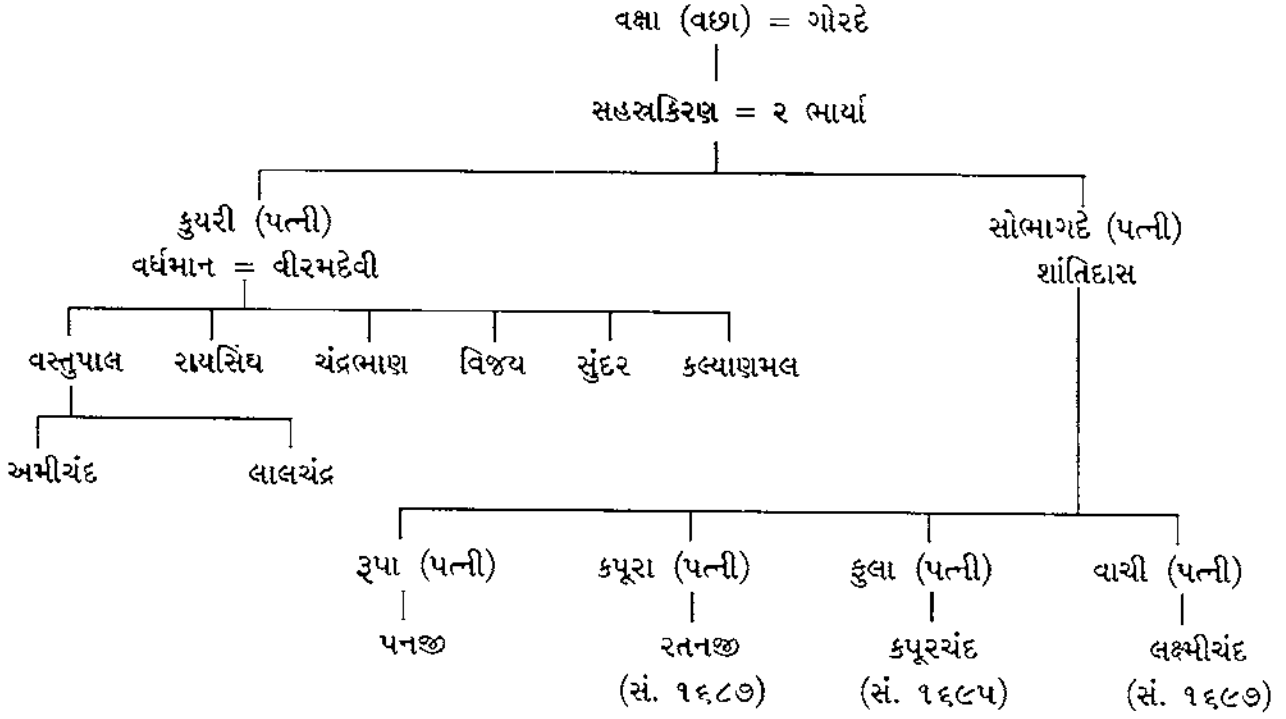 વક્ષા (વછા) = ગોરદે
સહસ્રકિરણ = ૨ ભાર્યા
કુયરી (પત્ની)
સોભાગદે (પત્ની)
વર્ધમાન = વીરમદેવી
શાંતિદાસ
વસ્તુપાલ રાયસિંઘ ચંદ્રભાણ વિજય સુંદર કલ્યાણમલ
અમીચંદ લાલચંદ્ર
રૂપા (પત્ની) કપૂરા (પત્ની) ફુલા (પત્ની) વાચી (પત્ની)
પનજી રતનજી કપૂરચંદ લક્ષ્મીચંદ
(સં. ૧૬૮૭) (સં. ૧૬૯૫) (સં. ૧૬૯૭)